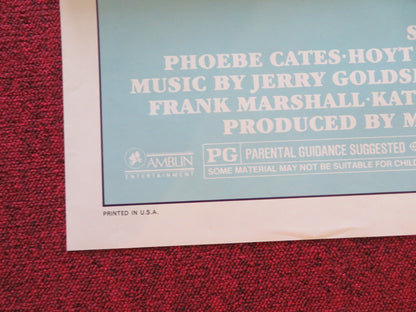 S
PHOEBE CATES · HOYT
MUSIC BY JERRY GOLDS
FRANK MARSHALL · KAT
PRODUCED BY M
AMBLIN
ENTERTAINMENT
PG PARENTAL GUIDANCE SUGGESTED
SOME MATERIAL MAY NOT BE SUITABLE FOR CHILD
PRINTED IN U.S.A.